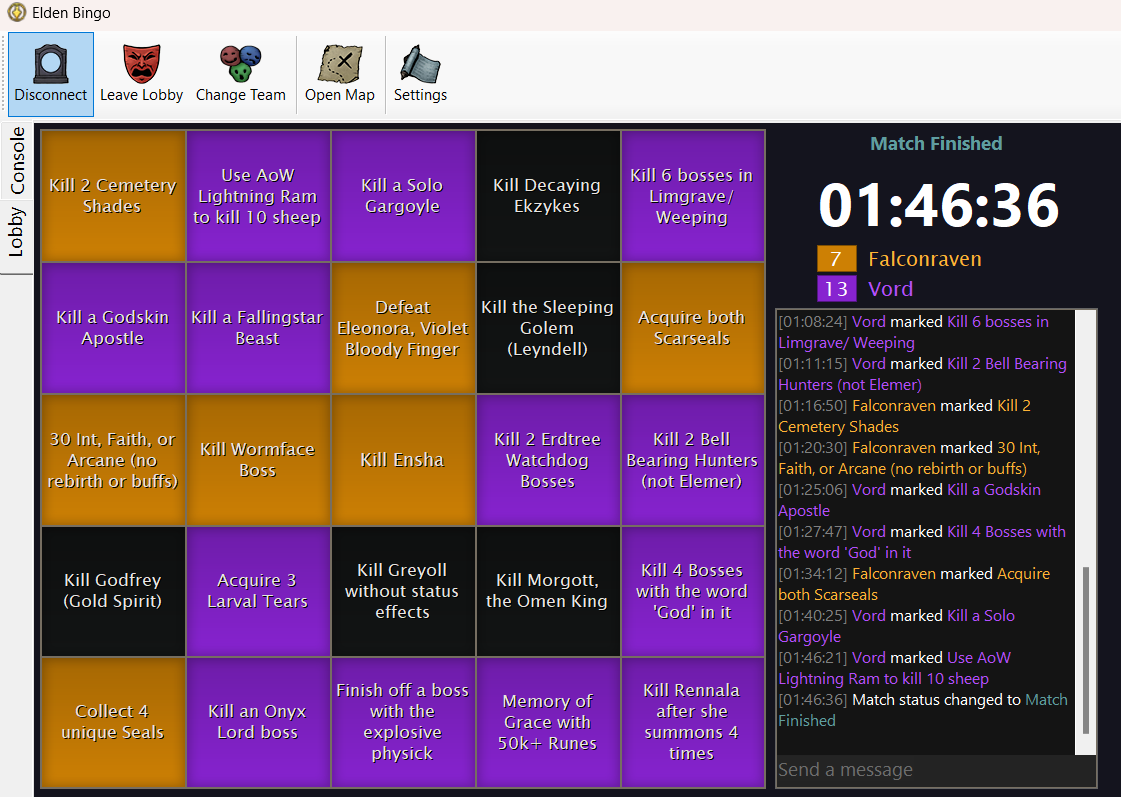 Elden Bingo
Disconnect
Leave Lobby
Change Team
Open Map
Settings
Console
Lobby
Kill 2 Cemetery
Shades
Use AoW
Lightning Ram
to kill 10 sheep
Kill a Solo
Gargoyle
Kill Decaying
Ekzykes
Kill 6 bosses in
Limgrave/
Weeping
Kill a Godskin
Apostle
Kill a Fallingstar
Beast
Defeat
Eleonora, Violet
Bloody Finger
Kill the Sleeping
Golem
(Leyndell)
Acquire both
Scarseals
30 Int, Faith, or
Arcane (no
rebirth or buffs)
Kill Wormface
Boss
Kill Ensha
Kill 2 Erdtree
Watchdog
Bosses
Kill 2 Bell
Bearing Hunters
(not Elemer)
Kill Godfrey
(Gold Spirit)
Acquire 3
Larval Tears
Kill Greyoll
without status
effects
Kill Morgott,
the Omen King
Kill 4 Bosses
with the word
'God' in it
Collect 4
unique Seals
Kill an Onyx
Lord boss
Finish off a boss
with the
explosive
physick
Memory of
Grace with
50k+ Runes
Kill Rennala
after she
summons 4
times
Match Finished
01:46:36
7 Falconraven
13 Vord
[01:08:24] Vord marked Kill 6 bosses in
Limgrave/ Weeping
[01:11:15] Vord marked Kill 2 Bell Bearing
Hunters (not Elemer)
[01:16:50] Falconraven marked Kill 2
Cemetery Shades
[01:20:30] Falconraven marked 30 Int,
Faith, or Arcane (no rebirth or buffs)
[01:25:06] Vord marked Kill a Godskin
Apostle
[01:27:47] Vord marked Kill 4 Bosses with
the word 'God' in it
[01:34:12] Falconraven marked Acquire
both Scarseals
[01:40:25] Vord marked Kill a Solo
Gargoyle
[01:46:21] Vord marked Use AoW
Lightning Ram to kill 10 sheep
[01:46:36] Match status changed to Match
Finished
Send a message